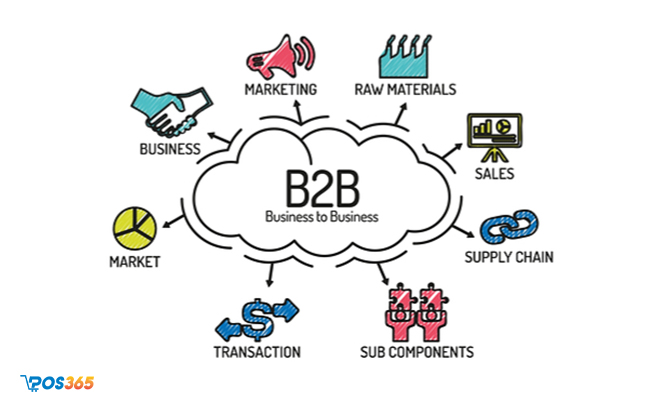 MARKETING
RAW MATERIALS
BUSINESS
SALES
B2B
Business to Business
MARKET
SUPPLY CHAIN
TRANSACTION
SUB COMPONENTS
POS365